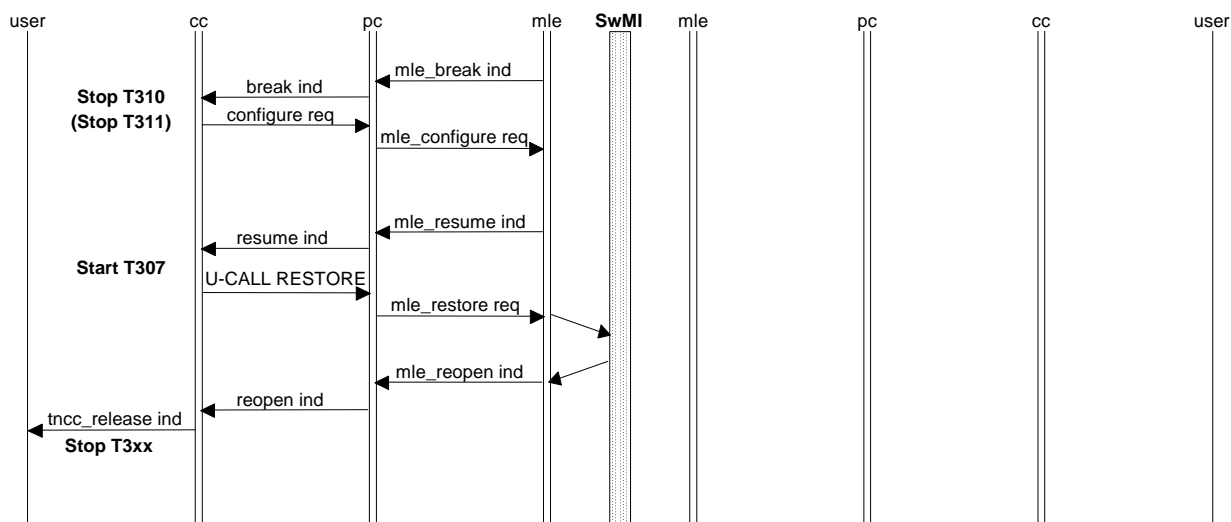 user cc pc mle SwMI mle pc cc user
mle_break ind
break ind
Stop T310
(Stop T311)
configure req
mle_configure req
mle_resume ind
resume ind
Start T307
U-CALL RESTORE
mle_restore req
mle_reopen ind
reopen ind
tncc_release ind
Stop T3xx